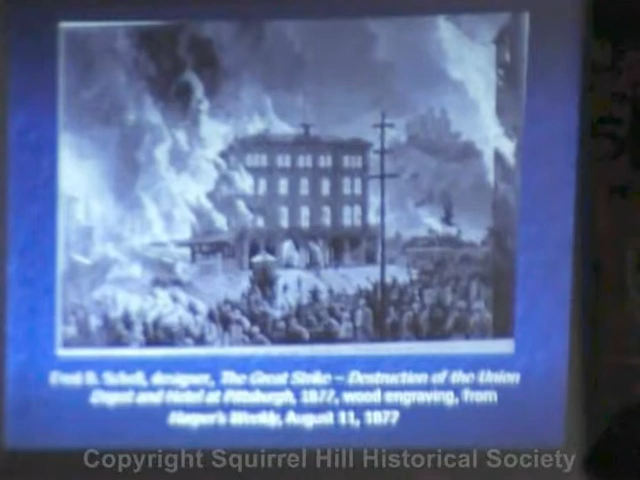 Fred B. Schell, designer, The Great Strike – Destruction of the Union
Depot and Hotel at Pittsburgh, 1877, wood engraving, from
Harper's Weekly, August 11, 1877
Copyright Squirrel Hill Historical Society